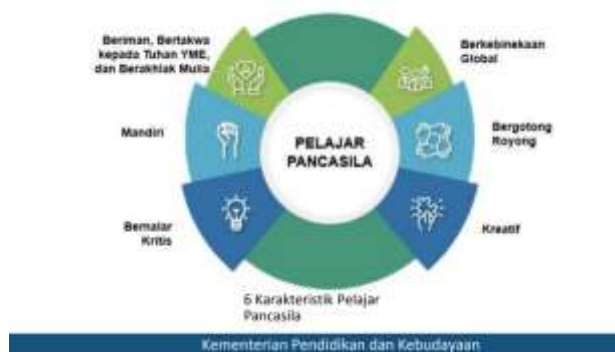 Beriman, Bertakwa
kepada Tuhan YME,
dan Berakhlak Mulia
Berkebinekaan
Global
Mandiri
PELAJAR
PANCASILA
Bergotong
Royong
Bernalar
Kritis
Kreatif
6 Karakteristik Pelajar
Pancasila
Kementerian Pendidikan dan Kebudayaan